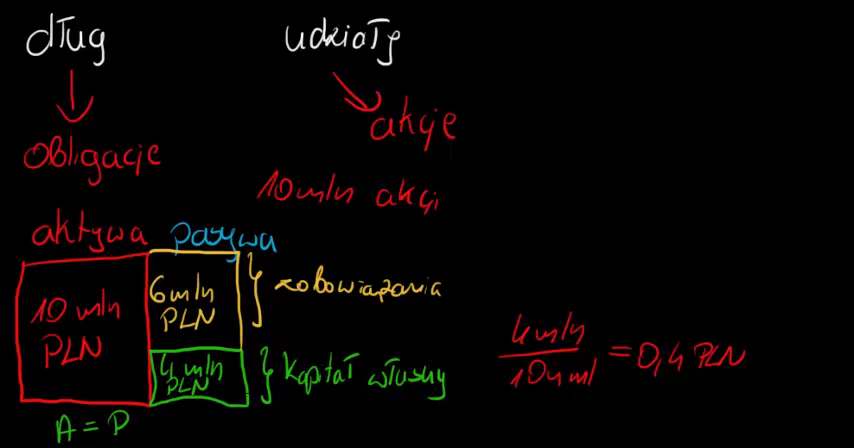 dług
udziały
akcje
obligacje
10 mln akcji
aktywa
pasywa
10 mln
PLN
6 mln
PLN
} zobowiązania
4 mln
PLN
} kapitał własny
4 mln
10 mln
= 0,4 PLN
A = P